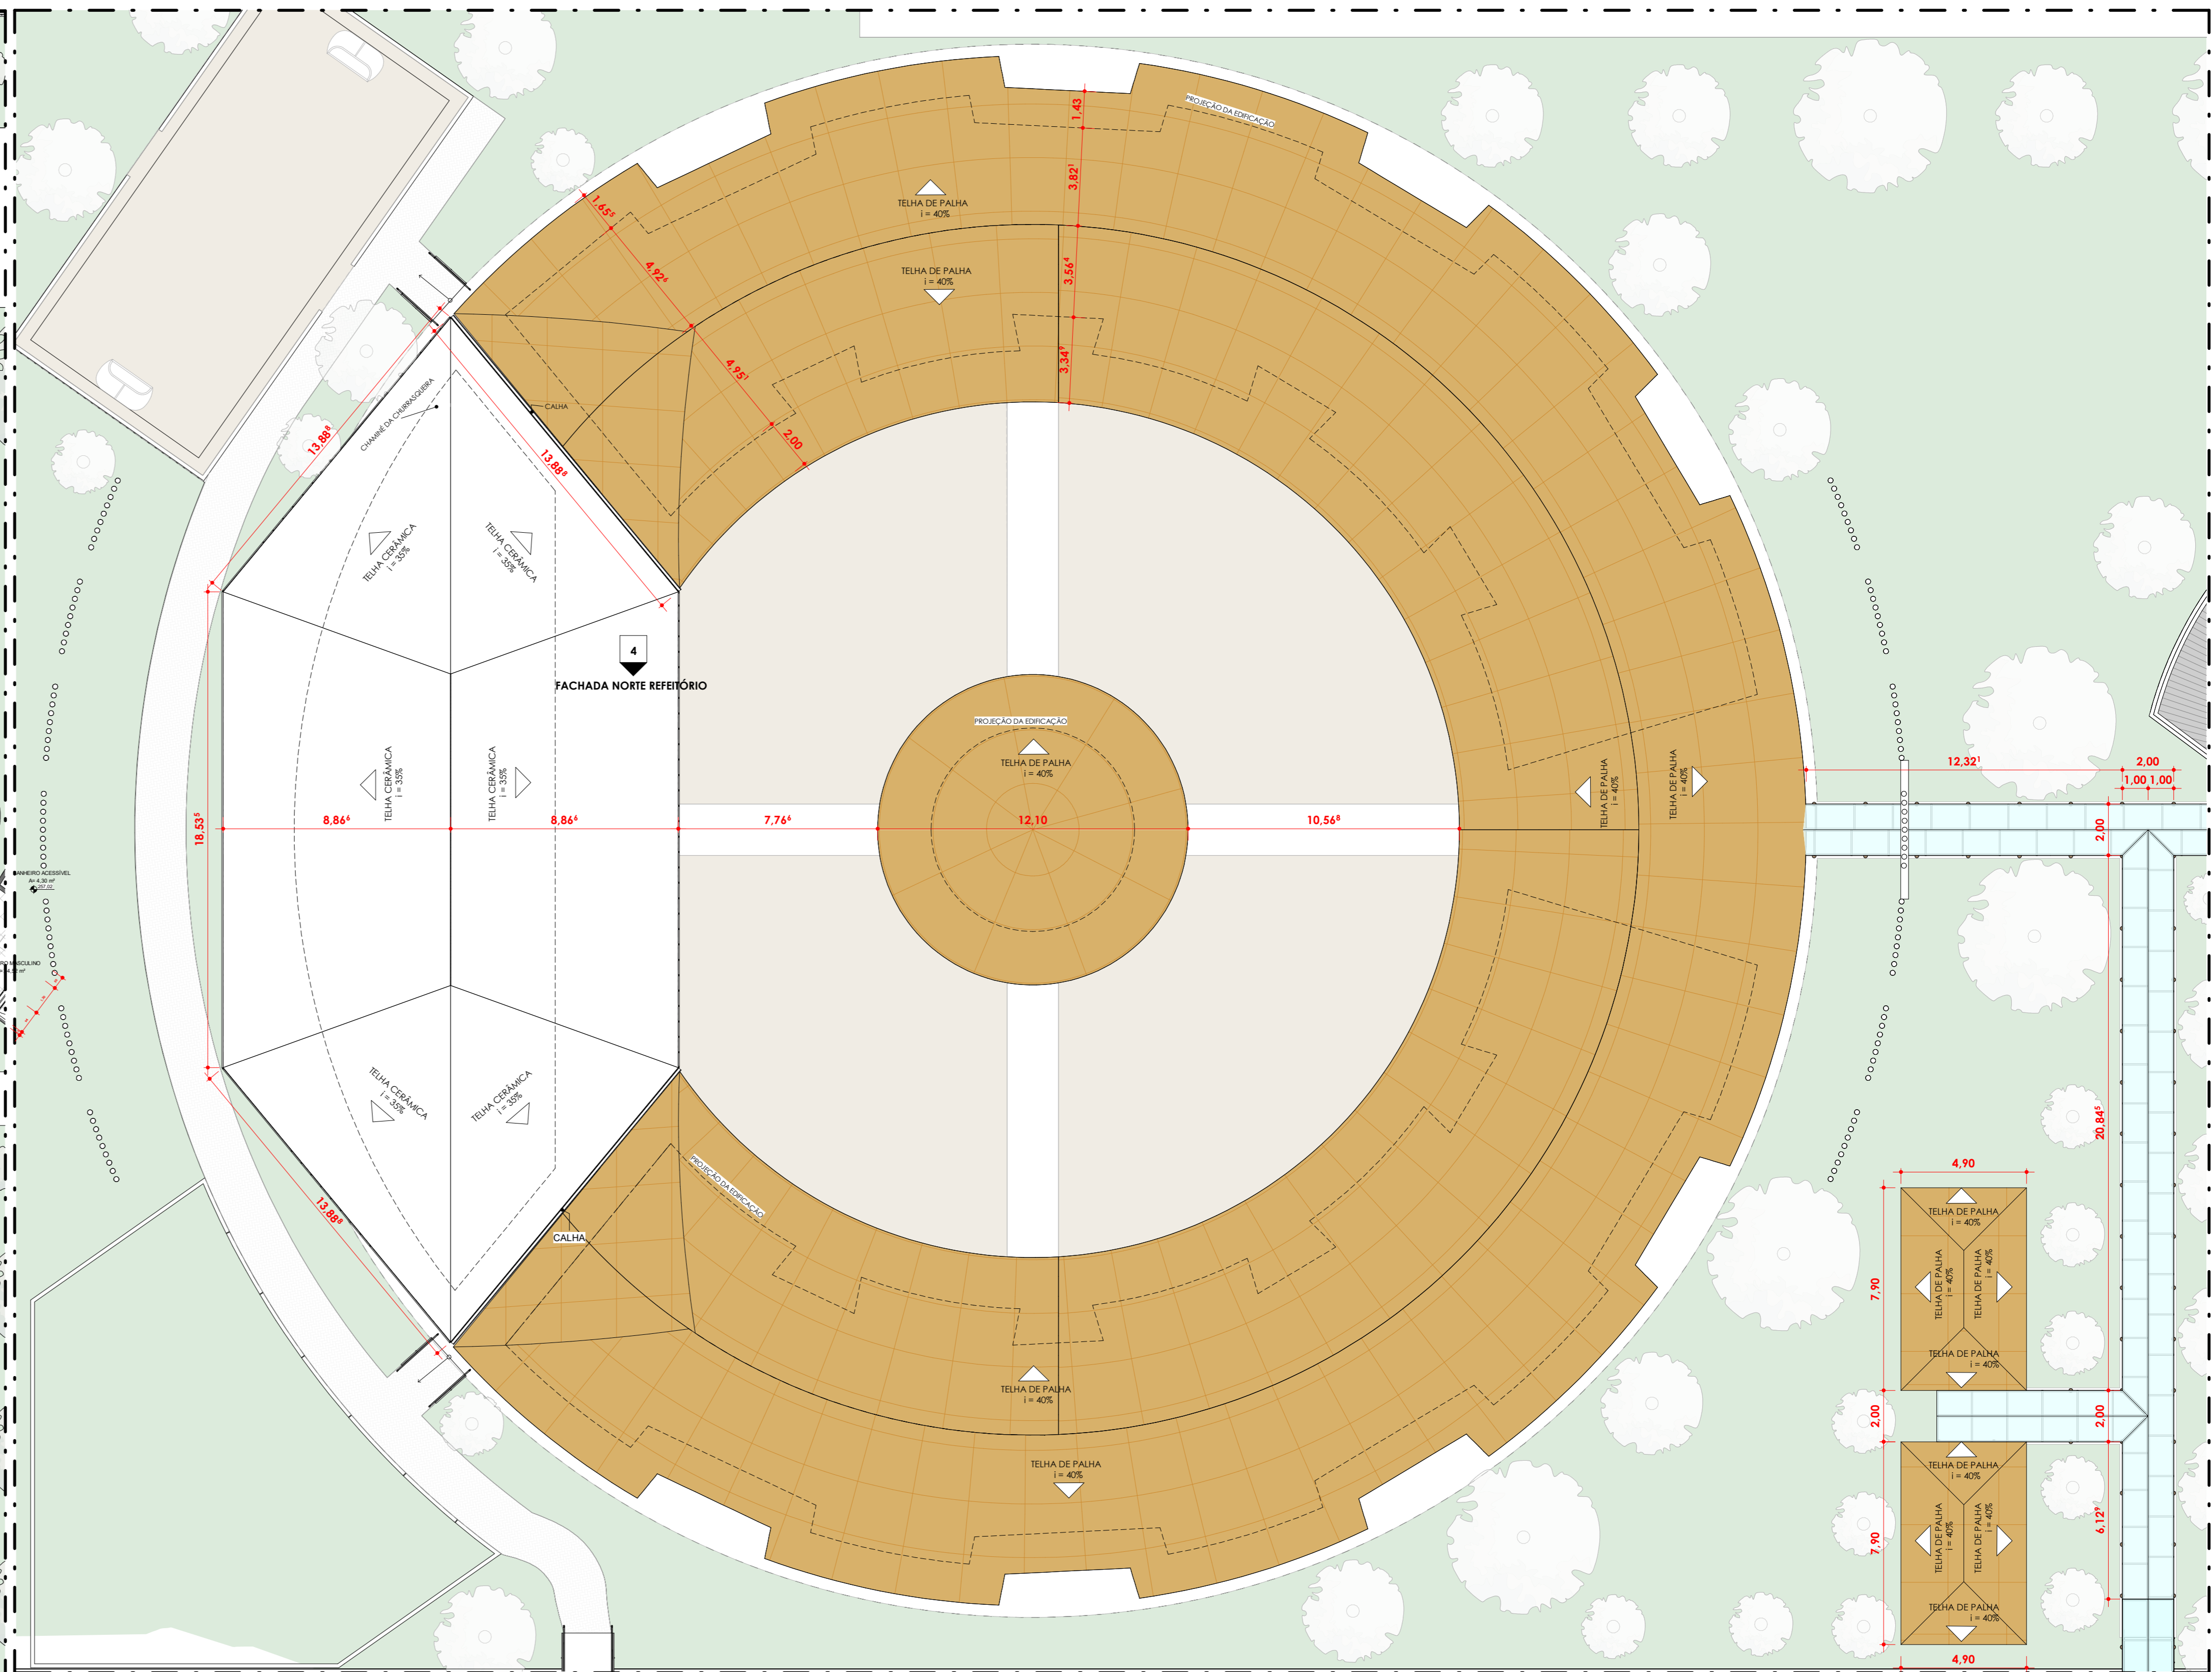 PROJEÇÃO DA EDIFICAÇÃO
1,43
3,82¹
TELHA DE PALHA
i = 40%
1,65⁵
4,92⁶
TELHA DE PALHA
i = 40%
3,56⁴
3,34⁹
4,95¹
2,00
CALHA
CHAMINÉ DA CHURRASQUEIRA
13,88⁸
13,88⁸
TELHA CERÂMICA
i = 35%
TELHA CERÂMICA
i = 35%
4
FACHADA NORTE REFEITÓRIO
PROJEÇÃO DA EDIFICAÇÃO
TELHA DE PALHA
i = 40%
TELHA CERÂMICA
i = 35%
TELHA CERÂMICA
i = 35%
TELHA DE PALHA
i = 40%
TELHA DE PALHA
i = 40%
12,32¹
2,00
1,00 1,00
18,53⁵
8,86⁶
8,86⁶
7,76⁶
12,10
10,56⁸
2,00
ANHEIRO ACESSÍVEL
A= 4.30 m²
RO MASCULINO
TELHA CERÂMICA
i = 35%
TELHA CERÂMICA
i = 35%
13,88⁸
PROJEÇÃO DA EDIFICAÇÃO
CALHA
20,84⁵
4,90
7,90
TELHA DE PALHA
i = 40%
TELHA DE PALHA
i = 40%
TELHA DE PALHA
i = 40%
TELHA DE PALHA
i = 40%
TELHA DE PALHA
i = 40%
2,00
2,00
TELHA DE PALHA
i = 40%
TELHA DE PALHA
i = 40%
TELHA DE PALHA
i = 40%
TELHA DE PALHA
i = 40%
TELHA DE PALHA
i = 40%
7,90
6,12⁹
4,90